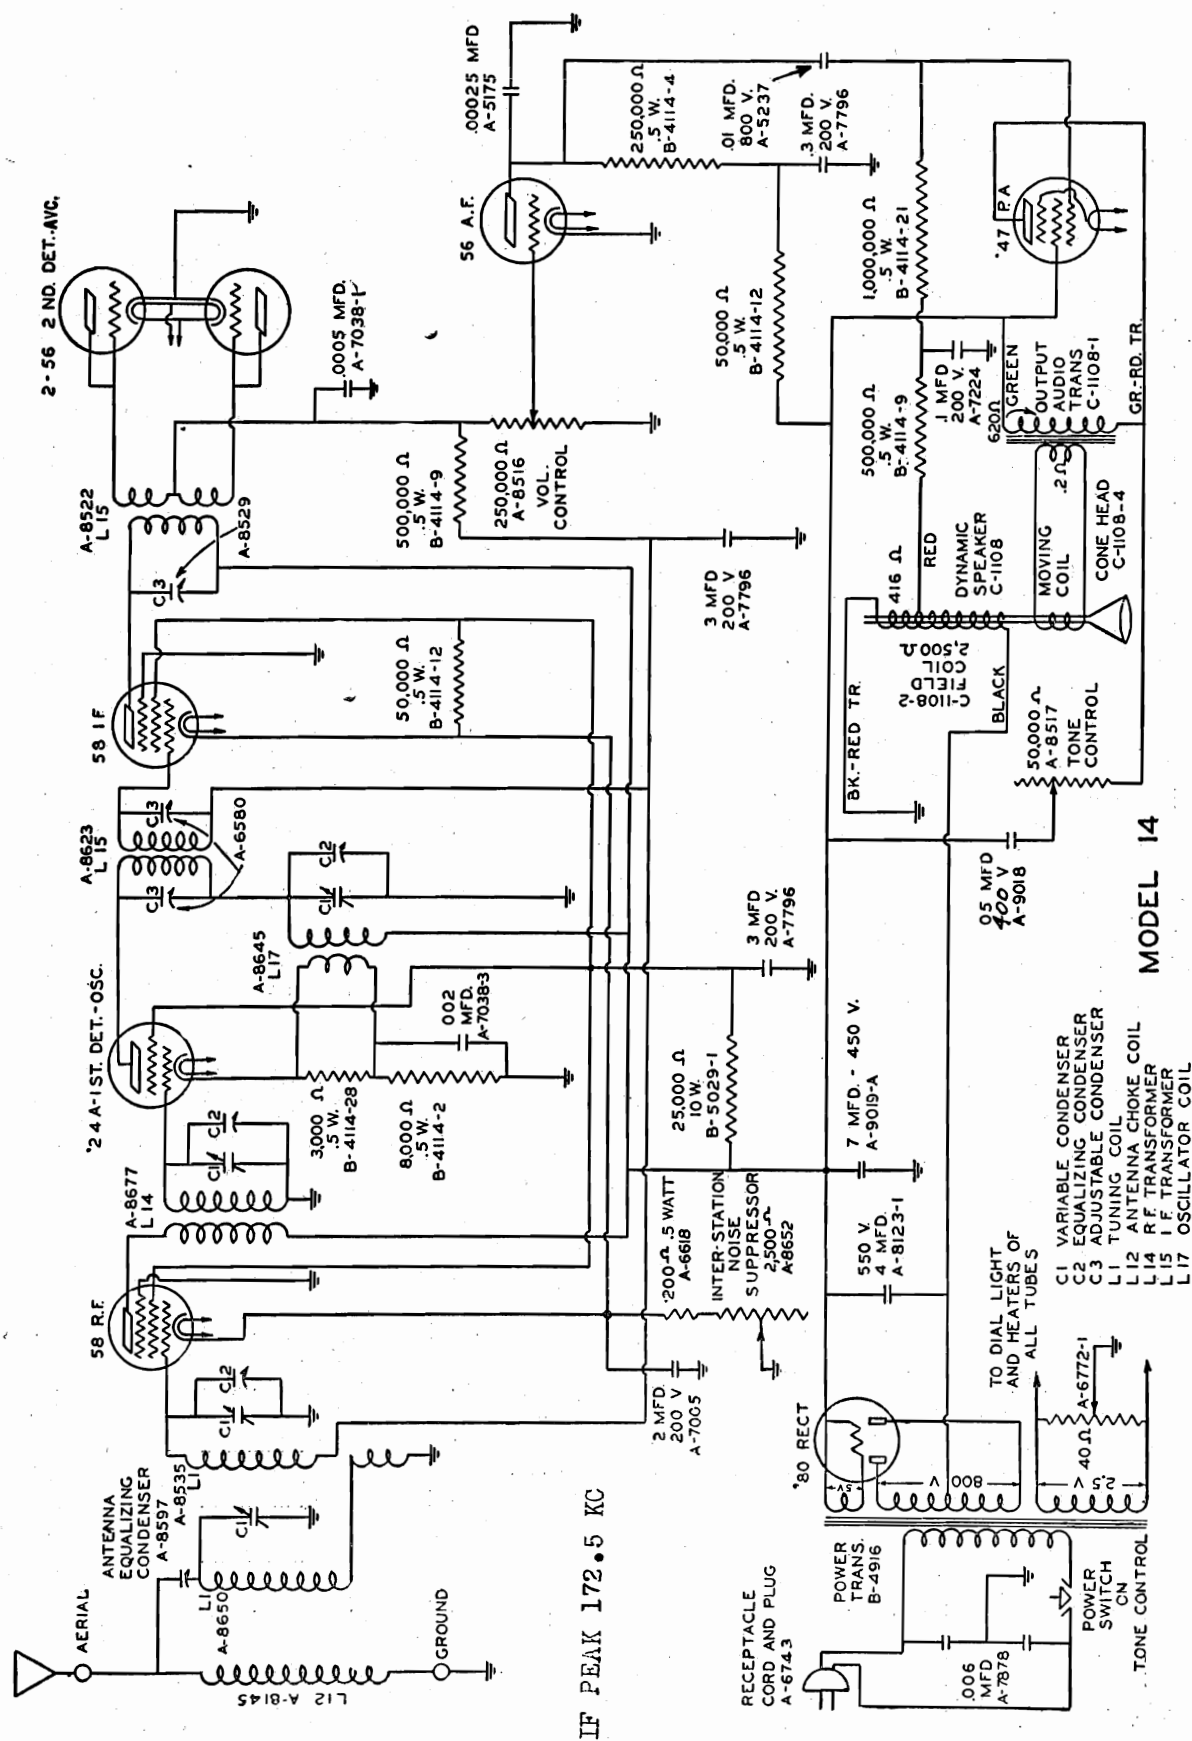 AERIAL
ANTENNA
EQUALIZING
CONDENSER
A-8597
A-8535
L1
L1
A-8650
C1
L12 A-8145
GROUND
C1
C2
58 R.F.
A-8677
L14
C1
C2
'24 A-1ST. DET.-OSC.
3,000 Ω
.5 W.
B-4114-28
8,000 Ω
.5 W.
B-4114-2
002
MFD.
A-7038-3
A-8645
L17
C1
C2
A-8623
L15
C3
C3
A-6580
58 I F.
50,000 Ω
.5 W.
B-4114-12
C3
A-8522
L15
A-8529
2-56 2 ND. DET.-AVC.
.0005 MFD.
A-7038-1
500,000 Ω
.5 W.
B-4114-9
250,000 Ω
A-8516
VOL.
CONTROL
3 MFD
200 V.
A-7796
56 A.F.
.00025 MFD
A-5175
250,000 Ω
.5 W.
B-4114-4
.01 MFD.
800 V.
A-5237
.3 MFD.
200 V.
A-7796
50,000 Ω
.5 W.
B-4114-12
1,000,000 Ω
.5 W.
B-4114-21
'47 P.A
500,000 Ω
.5 W.
B-4114-9
.1 MFD
200 V.
A-7224
620Ω
GREEN
OUTPUT
AUDIO
TRANS
C-1108-1
GR.-RD. TR.
.2 Ω
MOVING
COIL
CONE HEAD
C-1108-4
416 Ω
RED
DYNAMIC
SPEAKER
C-1108
C-1108-2
FIELD
COIL
2,500Ω
BLACK
BK.-RED TR.
50,000 Ω
A-8517
TONE
CONTROL
05 MFD
400 V
A-9018
3 MFD
200 V.
A-7796
25,000 Ω
10 W.
B-5029-1
.200Ω .5 WATT
A-6618
INTER-STATION
NOISE
SUPPRESSOR
2,500Ω
A-8652
2 MFD.
200 V
A-7005
7 MFD. - 450 V.
A-9019-A
550 V.
4 MFD.
A-8123-1
'80 RECT
5V
800 V
2.5 V
40 Ω
A-6772-1
TO DIAL LIGHT
AND HEATERS OF
ALL TUBES
POWER
TRANS.
B-4916
RECEPTACLE
CORD AND PLUG
A-6743
.006
MFD
A-7878
POWER
SWITCH
ON
TONE CONTROL
IF PEAK 172.5 KC
MODEL 14
C1 VARIABLE CONDENSER
C2 EQUALIZING CONDENSER
C3 ADJUSTABLE CONDENSER
L1 TUNING COIL
L12 ANTENNA CHOKE COIL
L14 R F. TRANSFORMER
L15 I F. TRANSFORMER
L17 OSCILLATOR COIL